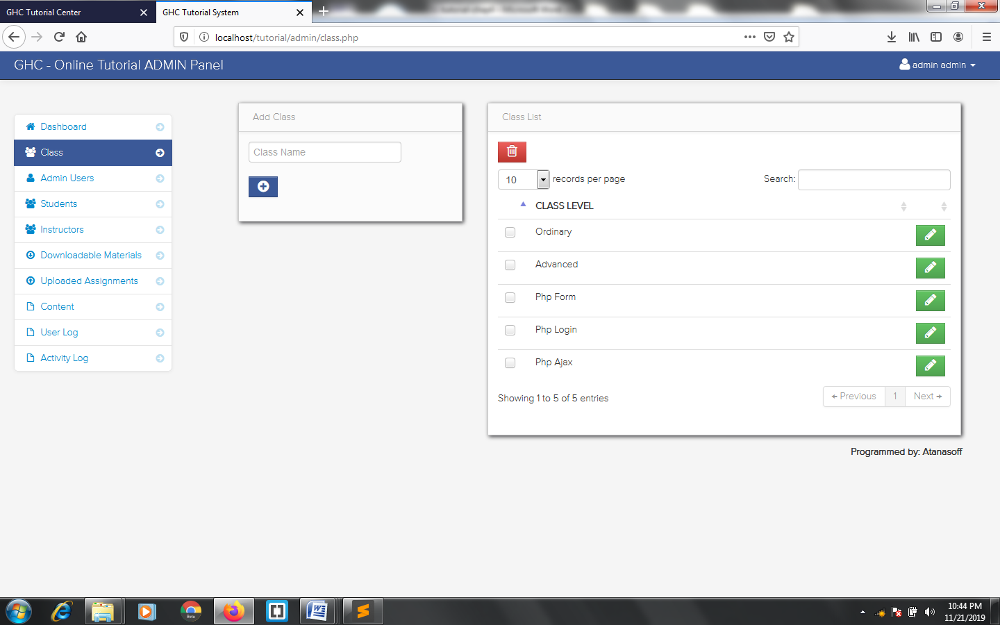 GHC Tutorial Center
GHC Tutorial System
localhost/tutorial/admin/class.php
GHC - Online Tutorial ADMIN Panel
admin admin
Dashboard
Class
Admin Users
Students
Instructors
Downloadable Materials
Uploaded Assignments
Content
User Log
Activity Log
Add Class
Class Name
Class List
10 records per page
Search:
CLASS LEVEL
Ordinary
Advanced
Php Form
Php Login
Php Ajax
Showing 1 to 5 of 5 entries
← Previous 1 Next →
Programmed by: Atanasoff
Beta
10:44 PM
11/21/2019